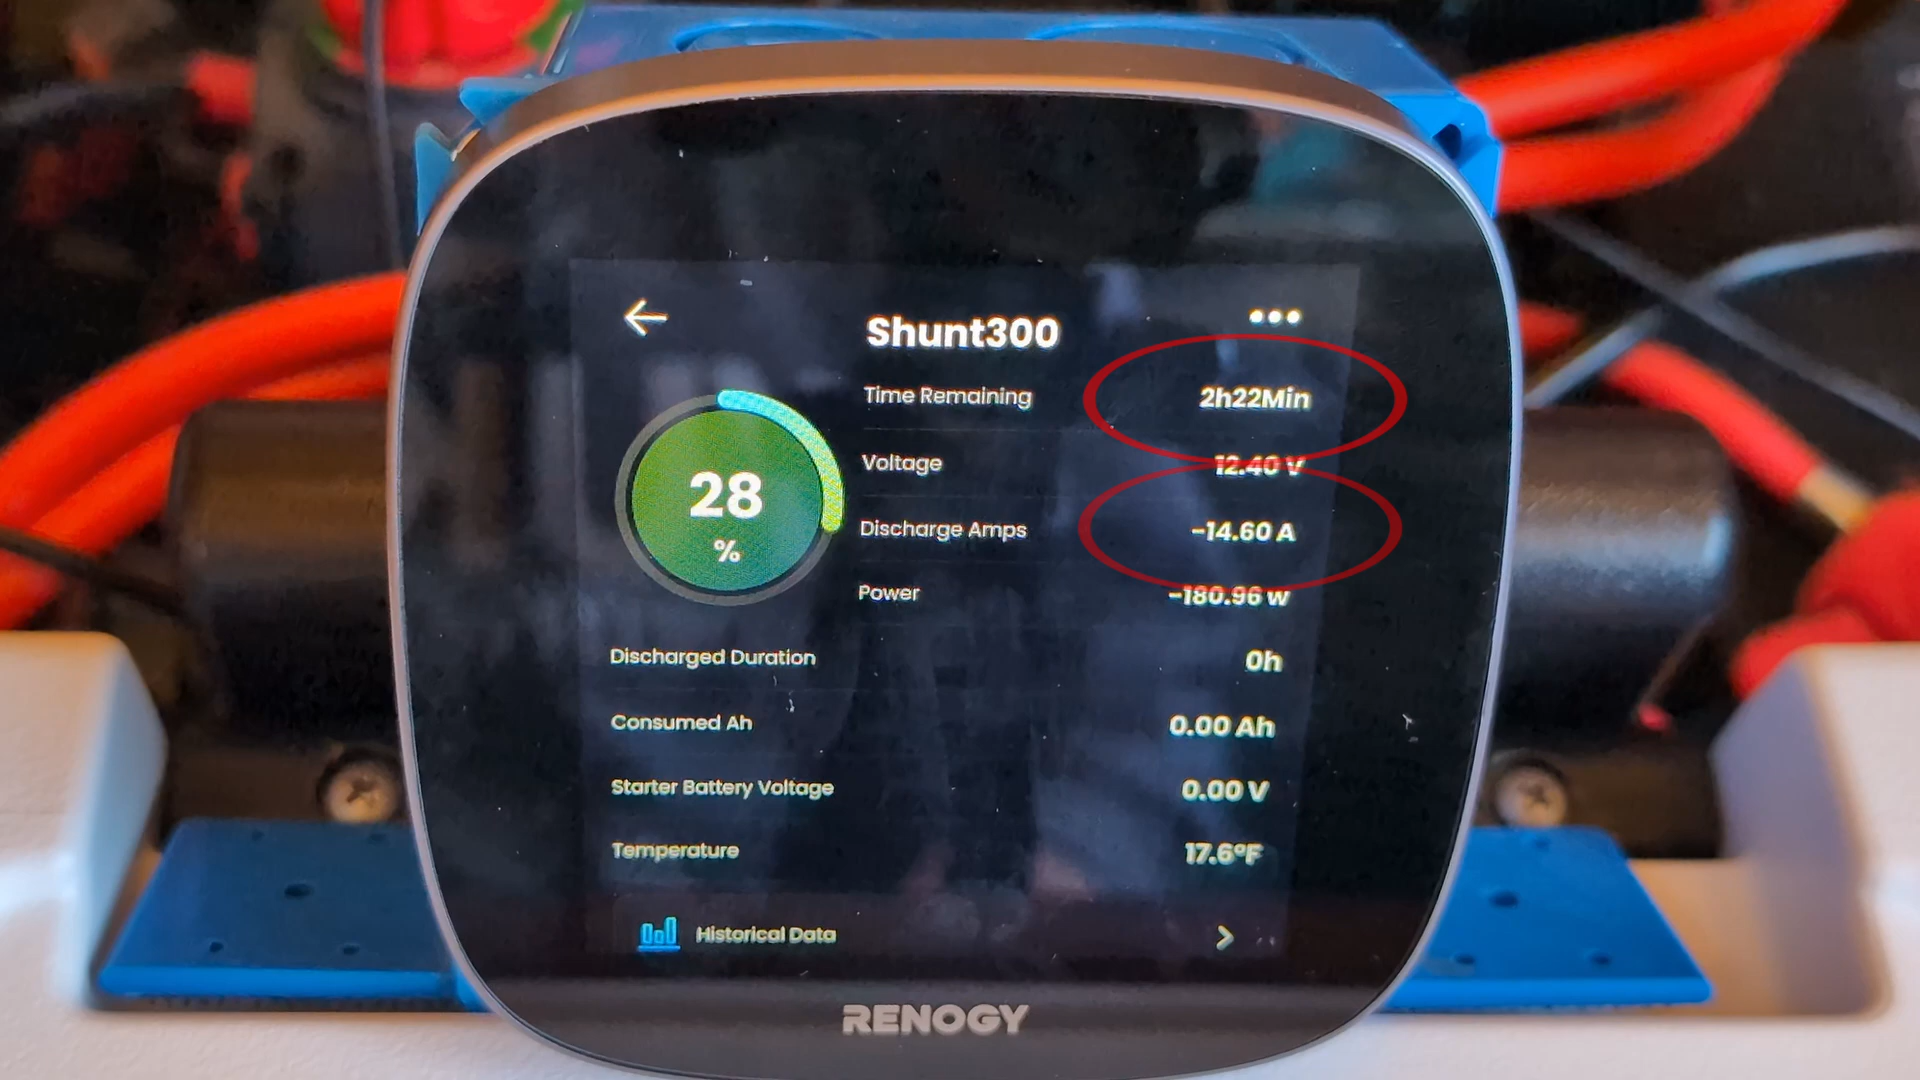 Shunt300
Time Remaining 2h22Min
Voltage 12.40 V
Discharge Amps -14.60 A
Power -180.96 w
28
%
Discharged Duration 0h
Consumed Ah 0.00 Ah
Starter Battery Voltage 0.00 V
Temperature 17.6°F
Historical Data
RENOGY